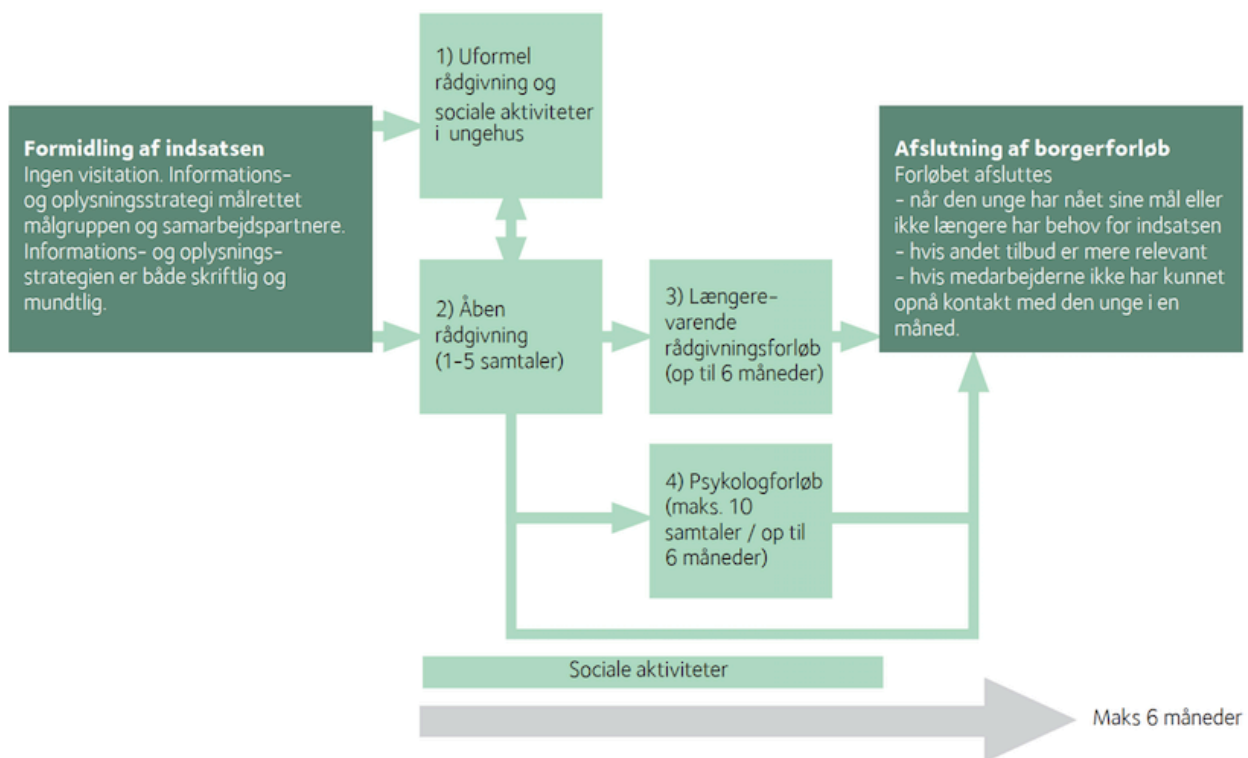 1) Uformel
rådgivning og
sociale aktiviteter
i ungehus
Formidling af indsatsen
Ingen visitation. Informations-
og oplysningsstrategi målrettet
målgruppen og samarbejdspartnere.
Informations- og oplysnings-
strategien er både skriftlig og
mundtlig.
2) Åben
rådgivning
(1-5 samtaler)
3) Længere-
varende
rådgivningsforløb
(op til 6 måneder)
4) Psykologforløb
(maks. 10
samtaler / op til
6 måneder)
Afslutning af borgerforløb
Forløbet afsluttes
- når den unge har nået sine mål eller
ikke længere har behov for indsatsen
- hvis andet tilbud er mere relevant
- hvis medarbejderne ikke har kunnet
opnå kontakt med den unge i en
måned.
Sociale aktiviteter
Maks 6 måneder